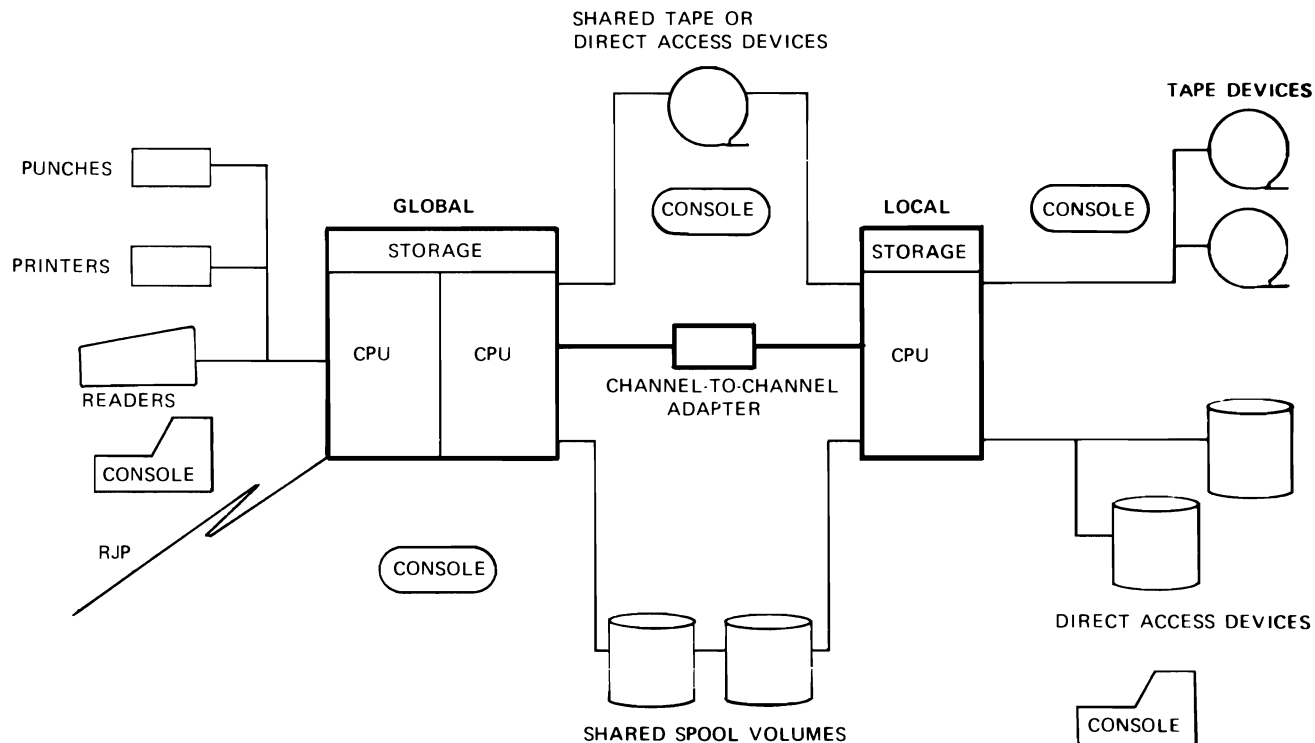 SHARED TAPE OR
DIRECT ACCESS DEVICES
TAPE DEVICES
PUNCHES
GLOBAL
CONSOLE
LOCAL
CONSOLE
STORAGE
STORAGE
PRINTERS
CPU
CPU
CPU
CHANNEL-TO-CHANNEL
ADAPTER
READERS
CONSOLE
RJP
CONSOLE
DIRECT ACCESS DEVICES
SHARED SPOOL VOLUMES
CONSOLE